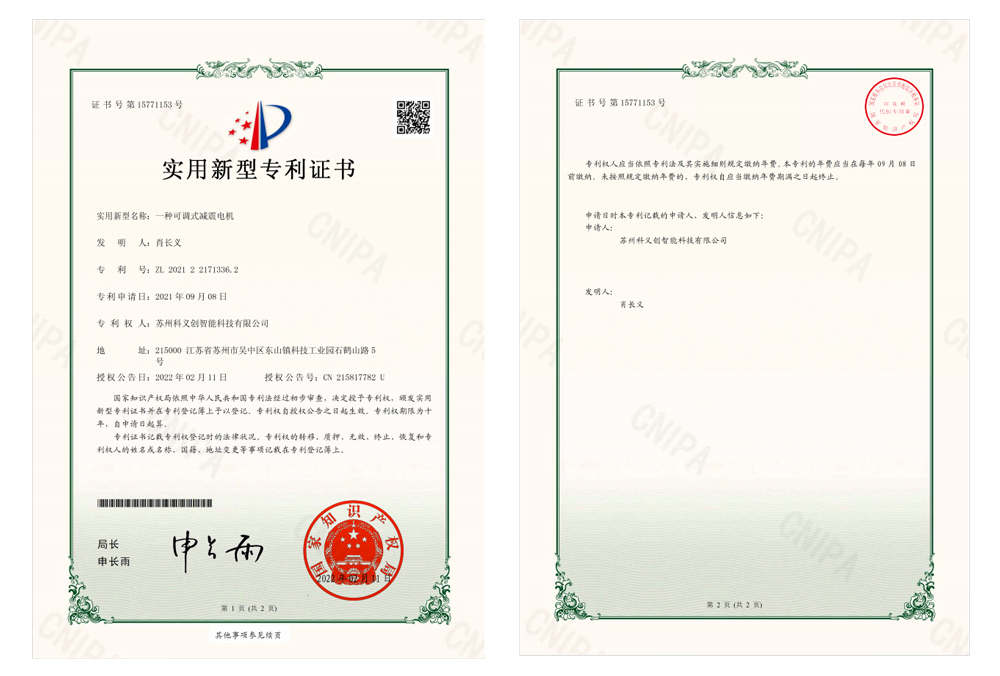 证书号第15771153号
实用新型专利证书
实用新型名称：一种可调式减震电机
发明人：肖长义
专利号：ZL 2021 2 2171336.2
专利申请日：2021年09月08日
专利权人：苏州科义创智能科技有限公司
地址：215000 江苏省苏州市吴中区东山镇科技工业园石鹤山路5
号
授权公告日：2022年02月11日 授权公告号：CN 215817782 U
国家知识产权局依照中华人民共和国专利法经过初步审查，决定授予专利权，颁发实用
新型专利证书并在专利登记簿上予以登记。专利权自授权公告之日起生效。专利权期限为十
年，自申请日起算。
专利证书记载专利权登记时的法律状况。专利权的转移、质押、无效、终止、恢复和专
利权人的姓名或名称、国籍、地址变更等事项记载在专利登记簿上。
局长
申长雨
申长雨
国家知识产权局
2022年02月11日
第 1 页 (共 2 页)
其他事项参见续页
证书号第15771153号
专利权人应当依照专利法及其实施细则规定缴纳年费。本专利的年费应当在每年 09 月 08 日
前缴纳。未按照规定缴纳年费的，专利权自应当缴纳年费期满之日起终止。
申请日时本专利记载的申请人、发明人信息如下：
申请人：
苏州科义创智能科技有限公司
发明人：
肖长义
第 2 页 (共 2 页)
CNIPA
CNIPA
CNIPA
CNIPA
CNIPA
CNIPA